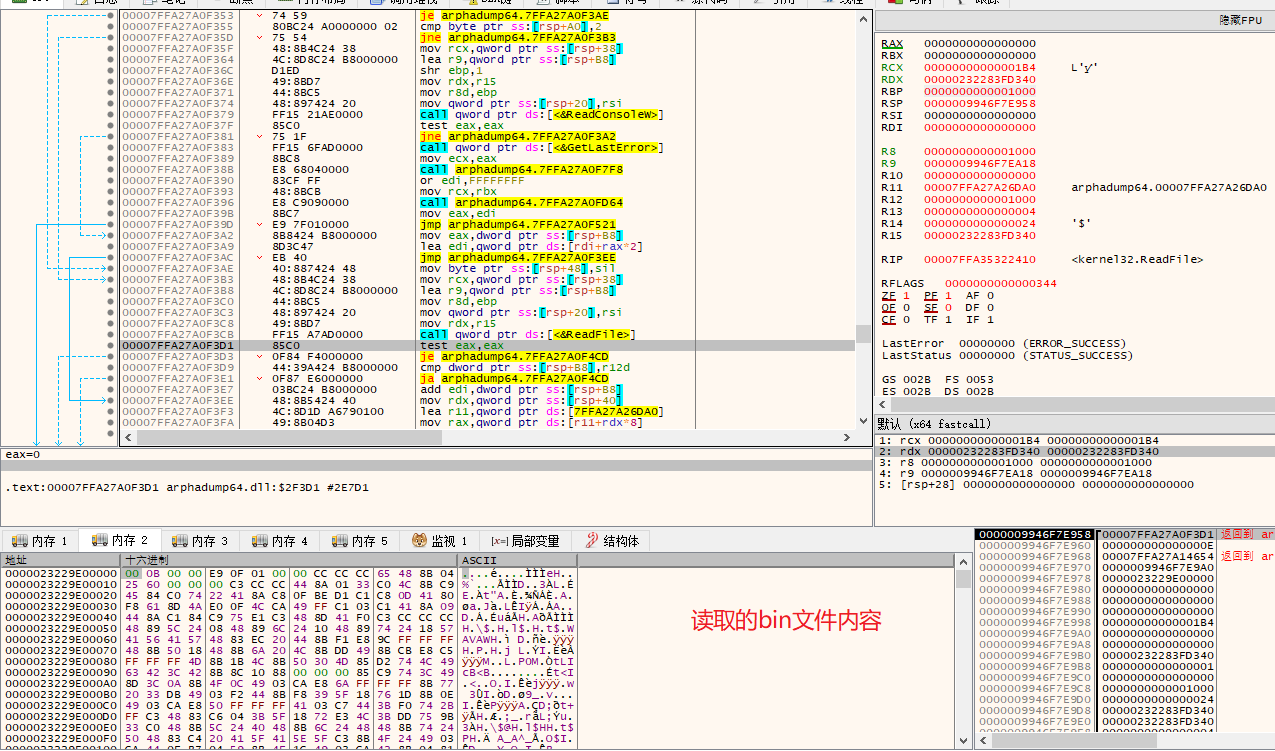 隐藏FPU
00007FFA27A0F353 74 59 je arphadump64.7FFA27A0F3AE
00007FFA27A0F355 80BC24 A0000000 02 cmp byte ptr ss:[rsp+A0],2
00007FFA27A0F35D 75 54 jne arphadump64.7FFA27A0F3B3
00007FFA27A0F35F 48:8B4C24 38 mov rcx,qword ptr ss:[rsp+38]
00007FFA27A0F364 4C:8D8C24 B8000000 lea r9,qword ptr ss:[rsp+B8]
00007FFA27A0F36C D1ED shr ebp,1
00007FFA27A0F36E 49:8BD7 mov rdx,r15
00007FFA27A0F371 44:8BC5 mov r8d,ebp
00007FFA27A0F374 48:897424 20 mov qword ptr ss:[rsp+20],rsi
00007FFA27A0F379 FF15 21AE0000 call qword ptr ds:[<&ReadConsoleW>]
00007FFA27A0F37F 85C0 test eax,eax
00007FFA27A0F381 75 1F jne arphadump64.7FFA27A0F3A2
00007FFA27A0F383 FF15 6FAD0000 call qword ptr ds:[<&GetLastError>]
00007FFA27A0F389 8BC8 mov ecx,eax
00007FFA27A0F38B E8 68040000 call arphadump64.7FFA27A0F7F8
00007FFA27A0F390 83CF FF or edi,FFFFFFFF
00007FFA27A0F393 48:8BCB mov rcx,rbx
00007FFA27A0F396 E8 C9090000 call arphadump64.7FFA27A0FD64
00007FFA27A0F39B 8BC7 mov eax,edi
00007FFA27A0F39D E9 7F010000 jmp arphadump64.7FFA27A0F521
00007FFA27A0F3A2 8B8424 B8000000 mov eax,dword ptr ss:[rsp+B8]
00007FFA27A0F3A9 8D3C47 lea edi,qword ptr ds:[rdi+rax*2]
00007FFA27A0F3AC EB 40 jmp arphadump64.7FFA27A0F3EE
00007FFA27A0F3AE 40:887424 48 mov byte ptr ss:[rsp+48],sil
00007FFA27A0F3B3 48:8B4C24 38 mov rcx,qword ptr ss:[rsp+38]
00007FFA27A0F3B8 4C:8D8C24 B8000000 lea r9,qword ptr ss:[rsp+B8]
00007FFA27A0F3C0 44:8BC5 mov r8d,ebp
00007FFA27A0F3C3 48:897424 20 mov qword ptr ss:[rsp+20],rsi
00007FFA27A0F3C8 49:8BD7 mov rdx,r15
00007FFA27A0F3CB FF15 A7AD0000 call qword ptr ds:[<&ReadFile>]
00007FFA27A0F3D1 85C0 test eax,eax
00007FFA27A0F3D3 0F84 F4000000 je arphadump64.7FFA27A0F4CD
00007FFA27A0F3D9 44:39A424 B8000000 cmp dword ptr ss:[rsp+B8],r12d
00007FFA27A0F3E1 0F87 E6000000 ja arphadump64.7FFA27A0F4CD
00007FFA27A0F3E7 03BC24 B8000000 add edi,dword ptr ss:[rsp+B8]
00007FFA27A0F3EE 48:8B5424 40 mov rdx,qword ptr ss:[rsp+40]
00007FFA27A0F3F3 4C:8D1D A6790100 lea r11,qword ptr ds:[7FFA27A26DA0]
00007FFA27A0F3FA 49:8B04D3 mov rax,qword ptr ds:[r11+rdx*8]
RAX 0000000000000000
RBX 0000000000000000
RCX 00000000000001B4 L'ƴ'
RDX 00000232283FD340
RBP 0000000000001000
RSP 0000009946F7E958
RSI 0000000000000000
RDI 0000000000000000
R8 0000000000001000
R9 0000009946F7EA18
R10 0000000000000000
R11 00007FFA27A26DA0 arphadump64.00007FFA27A26DA0
R12 0000000000001000
R13 0000000000000004
R14 0000000000000024 '$'
R15 00000232283FD340
RIP 00007FFA35322410 <kernel32.ReadFile>
RFLAGS 0000000000000344
ZF 1 PF 1 AF 0
OF 0 SF 0 DF 0
CF 0 TF 1 IF 1
LastError 00000000 (ERROR_SUCCESS)
LastStatus 00000000 (STATUS_SUCCESS)
GS 002B FS 0053
ES 002B DS 002B
默认 (x64 fastcall)
1: rcx 00000000000001B4 00000000000001B4
2: rdx 00000232283FD340 00000232283FD340
3: r8 0000000000001000 0000000000001000
4: r9 0000009946F7EA18 0000009946F7EA18
5: [rsp+28] 0000000000000000 0000000000000000
eax=0
.text:00007FFA27A0F3D1 arphadump64.dll:$2F3D1 #2E7D1
内存 1 内存 2 内存 3 内存 4 内存 5 监视 1 [x=]局部变量 结构体
地址 十六进制 ASCII
0000023229E00000 00 0B 00 00 E9 0F 01 00 00 CC CC CC 65 48 8B 04
0000023229E00010 25 60 00 00 00 C3 CC CC 44 8A 01 33 C0 4C 8B C9
0000023229E00020 45 84 C0 74 22 41 8A C8 0F BE D1 C1 C8 0D 41 80
0000023229E00030 F8 61 8D 4A E0 0F 4C CA 49 FF C1 03 C1 41 8A 09
0000023229E00040 44 8A C1 84 C9 75 E1 C3 48 8D 41 F0 C3 CC CC CC
0000023229E00050 48 89 5C 24 08 48 89 6C 24 10 48 89 74 24 18 57
0000023229E00060 41 56 41 57 48 83 EC 20 44 8B F1 E8 9C FF FF FF
0000023229E00070 48 8B 50 18 48 8B 6A 20 4C 8B DD 49 8B CB E8 C5
0000023229E00080 FF FF FF 4D 8B 1B 4C 8B 50 30 4D 85 D2 74 4C 49
0000023229E00090 63 42 3C 42 8B 8C 10 88 00 00 00 85 C9 74 3C 49
0000023229E000A0 8D 3C 0A 8B 4F 0C 49 03 CA E8 6A FF FF FF 8B 77
0000023229E000B0 20 33 DB 49 03 F2 44 8B F8 39 5F 18 76 1D 8B 0E
0000023229E000C0 49 03 CA E8 50 FF FF FF 41 03 C7 44 3B F0 74 2B
0000023229E000D0 FF C3 48 83 C6 04 3B 5F 18 72 E3 4C 3B DD 75 9B
0000023229E000E0 33 C0 48 8B 5C 24 40 48 8B 6C 24 48 48 8B 74 24
0000023229E000F0 50 48 83 C4 20 41 5F 41 5E 5F C3 8B 4F 24 49 03
读取的bin文件内容
0000009946F7E958 00007FFA27A0F3D1 返回到 ar
0000009946F7E960 000000000000000E
0000009946F7E968 00007FFA27A14654 返回到 ar
0000009946F7E970 0000009946F7E9A0
0000009946F7E978 0000023229E00000
0000009946F7E980 0000000000000000
0000009946F7E988 0000000000000000
0000009946F7E990 0000000000000000
0000009946F7E998 00000000000001B4
0000009946F7E9A0 0000000000000000
0000009946F7E9A8 0000000000000000
0000009946F7E9B0 00000232283FD340
0000009946F7E9B8 0000000000000001
0000009946F7E9C0 0000000000001000
0000009946F7E9C8 0000000000000000
0000009946F7E9D0 0000000000000024
0000009946F7E9D8 00000232283FD340
0000009946F7E9E0 0000000000000000